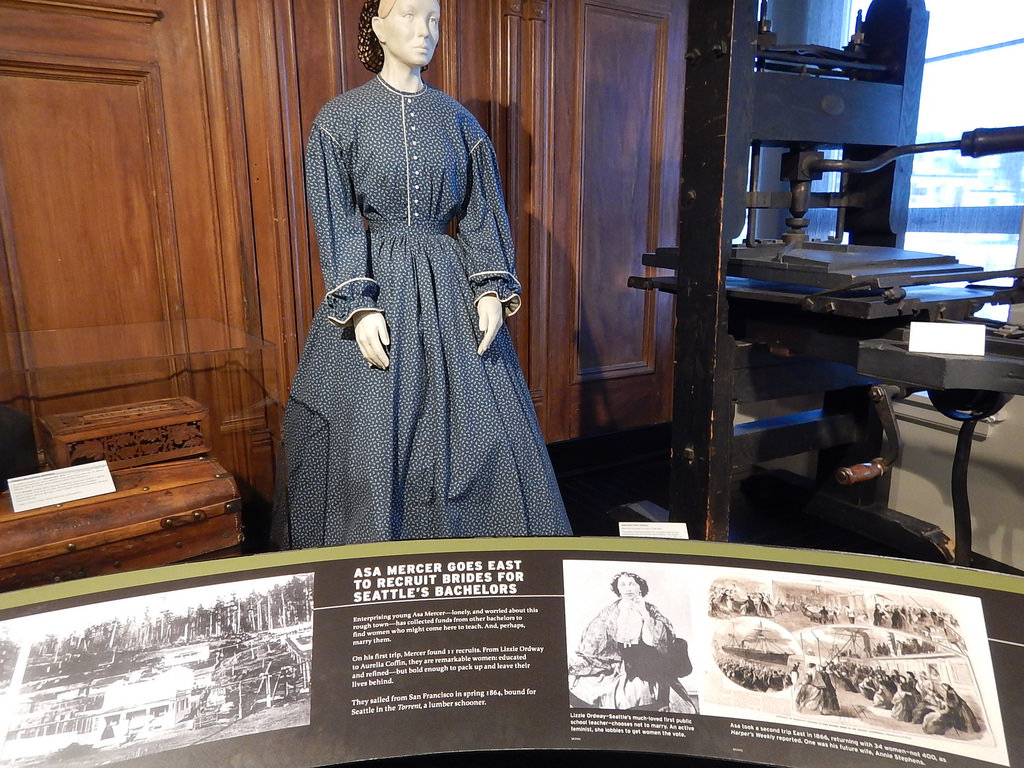 ASA MERCER GOES EAST
TO RECRUIT BRIDES FOR
SEATTLE'S BACHELORS
Enterprising young Asa Mercer—lonely, and worried about this
rough town—has collected funds from other bachelors to
find women who might come here to teach. And, perhaps,
marry them.
On his first trip, Mercer found 11 recruits. From Lizzie Ordway
to Aurelia Coffin, they are remarkable women: educated
and refined—but bold enough to pack up and leave their
lives behind.
They sailed from San Francisco in spring 1864, bound for
Seattle in the Torrent, a lumber schooner.
Lizzie Ordway—Seattle's much-loved first public
school teacher—chooses not to marry. An active
feminist, she lobbies to get women the vote.
Asa took a second trip East in 1866, returning with 34 women—not 400, as
Harper's Weekly reported. One was his future wife, Annie Stephens.